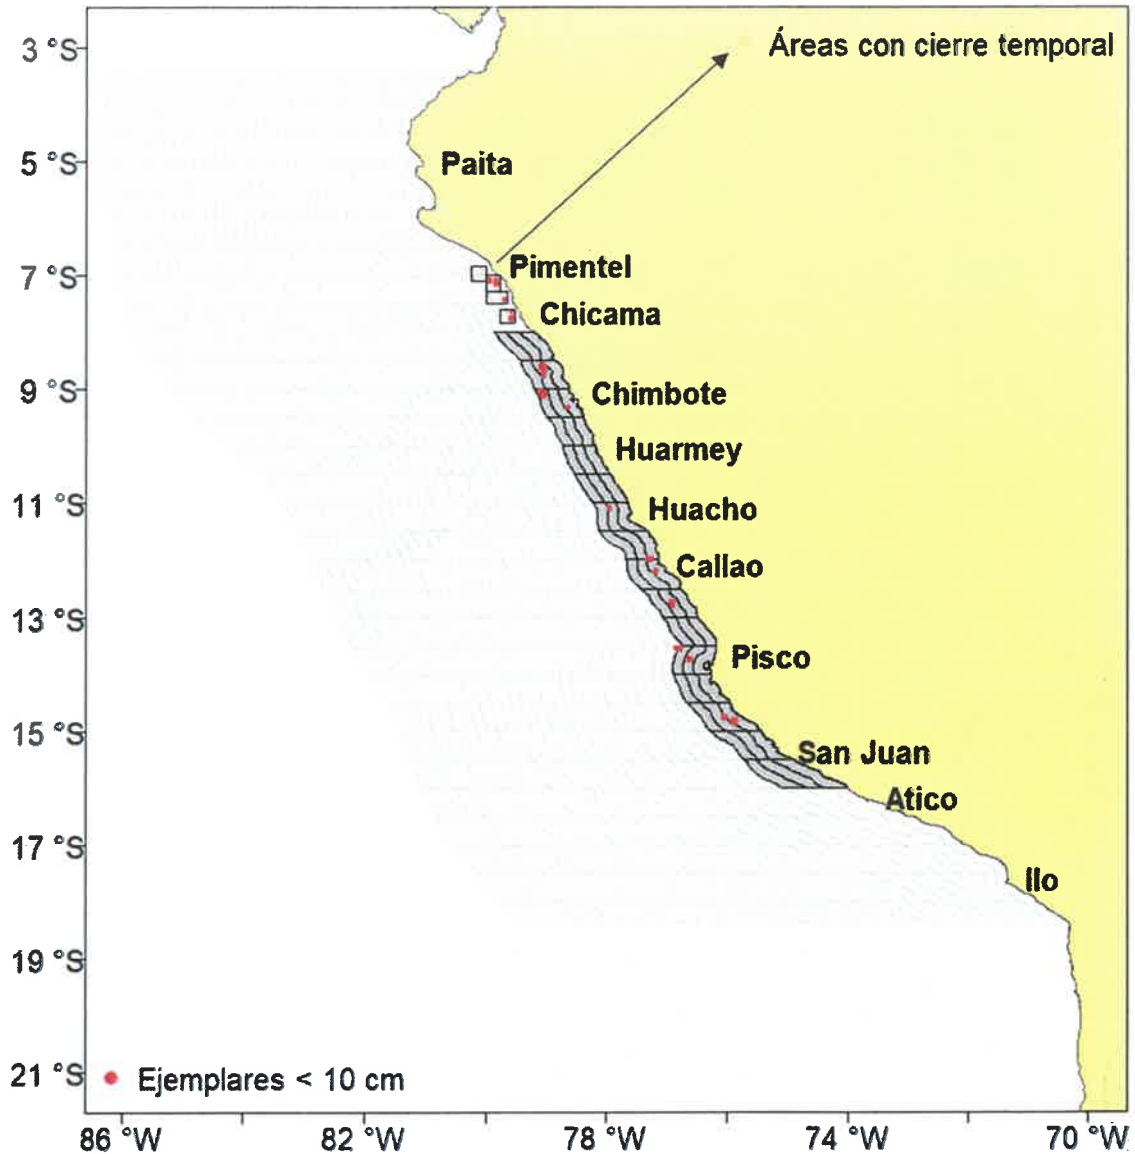 3 °S
Áreas con cierre temporal
5 °S
Paita
7 °S
Pimentel
Chicama
9 °S
Chimbote
Huarmey
11 °S
Huacho
Callao
13 °S
Pisco
15 °S
San Juan
Atico
17 °S
Ilo
19 °S
21 °S
Ejemplares < 10 cm
86 °W 82 °W 78 °W 74 °W 70 °W